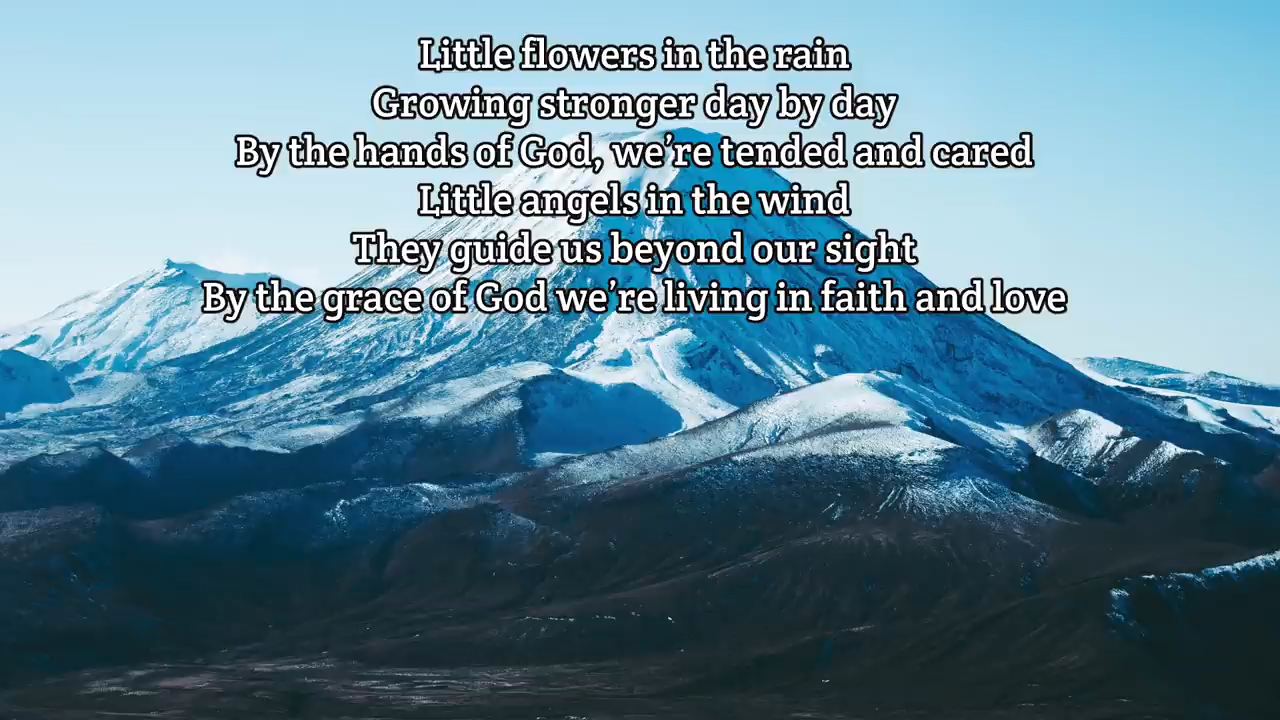 Little flowers in the rain
Growing stronger day by day
By the hands of God, we’re tended and cared
Little angels in the wind
They guide us beyond our sight
By the grace of God we’re living in faith and love